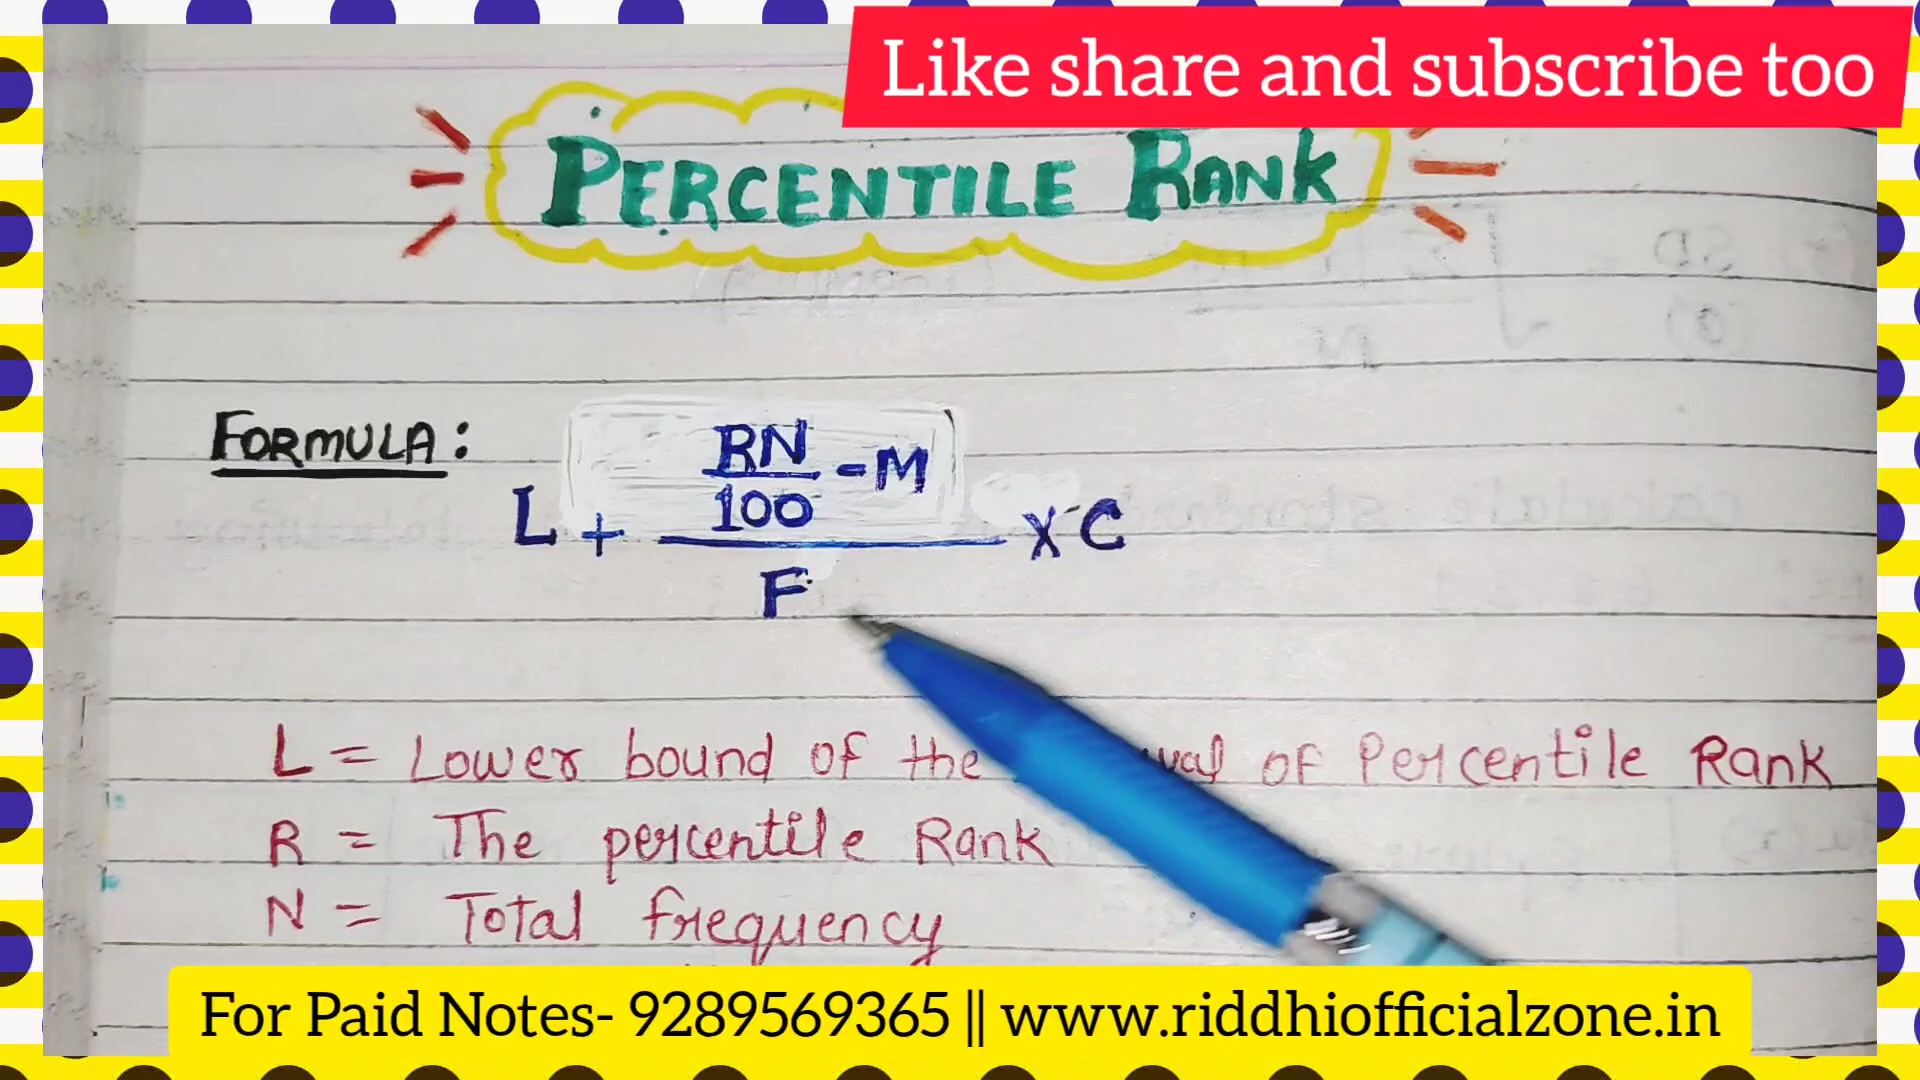 Like share and subscribe too
PERCENTILE RANK
FORMULA:
L + (RN/100 - M)/F X C
L = Lower bound of the of Percentile Rank
R = The percentile Rank
N = Total frequency
For Paid Notes- 9289569365 || www.riddhiofficialzone.in